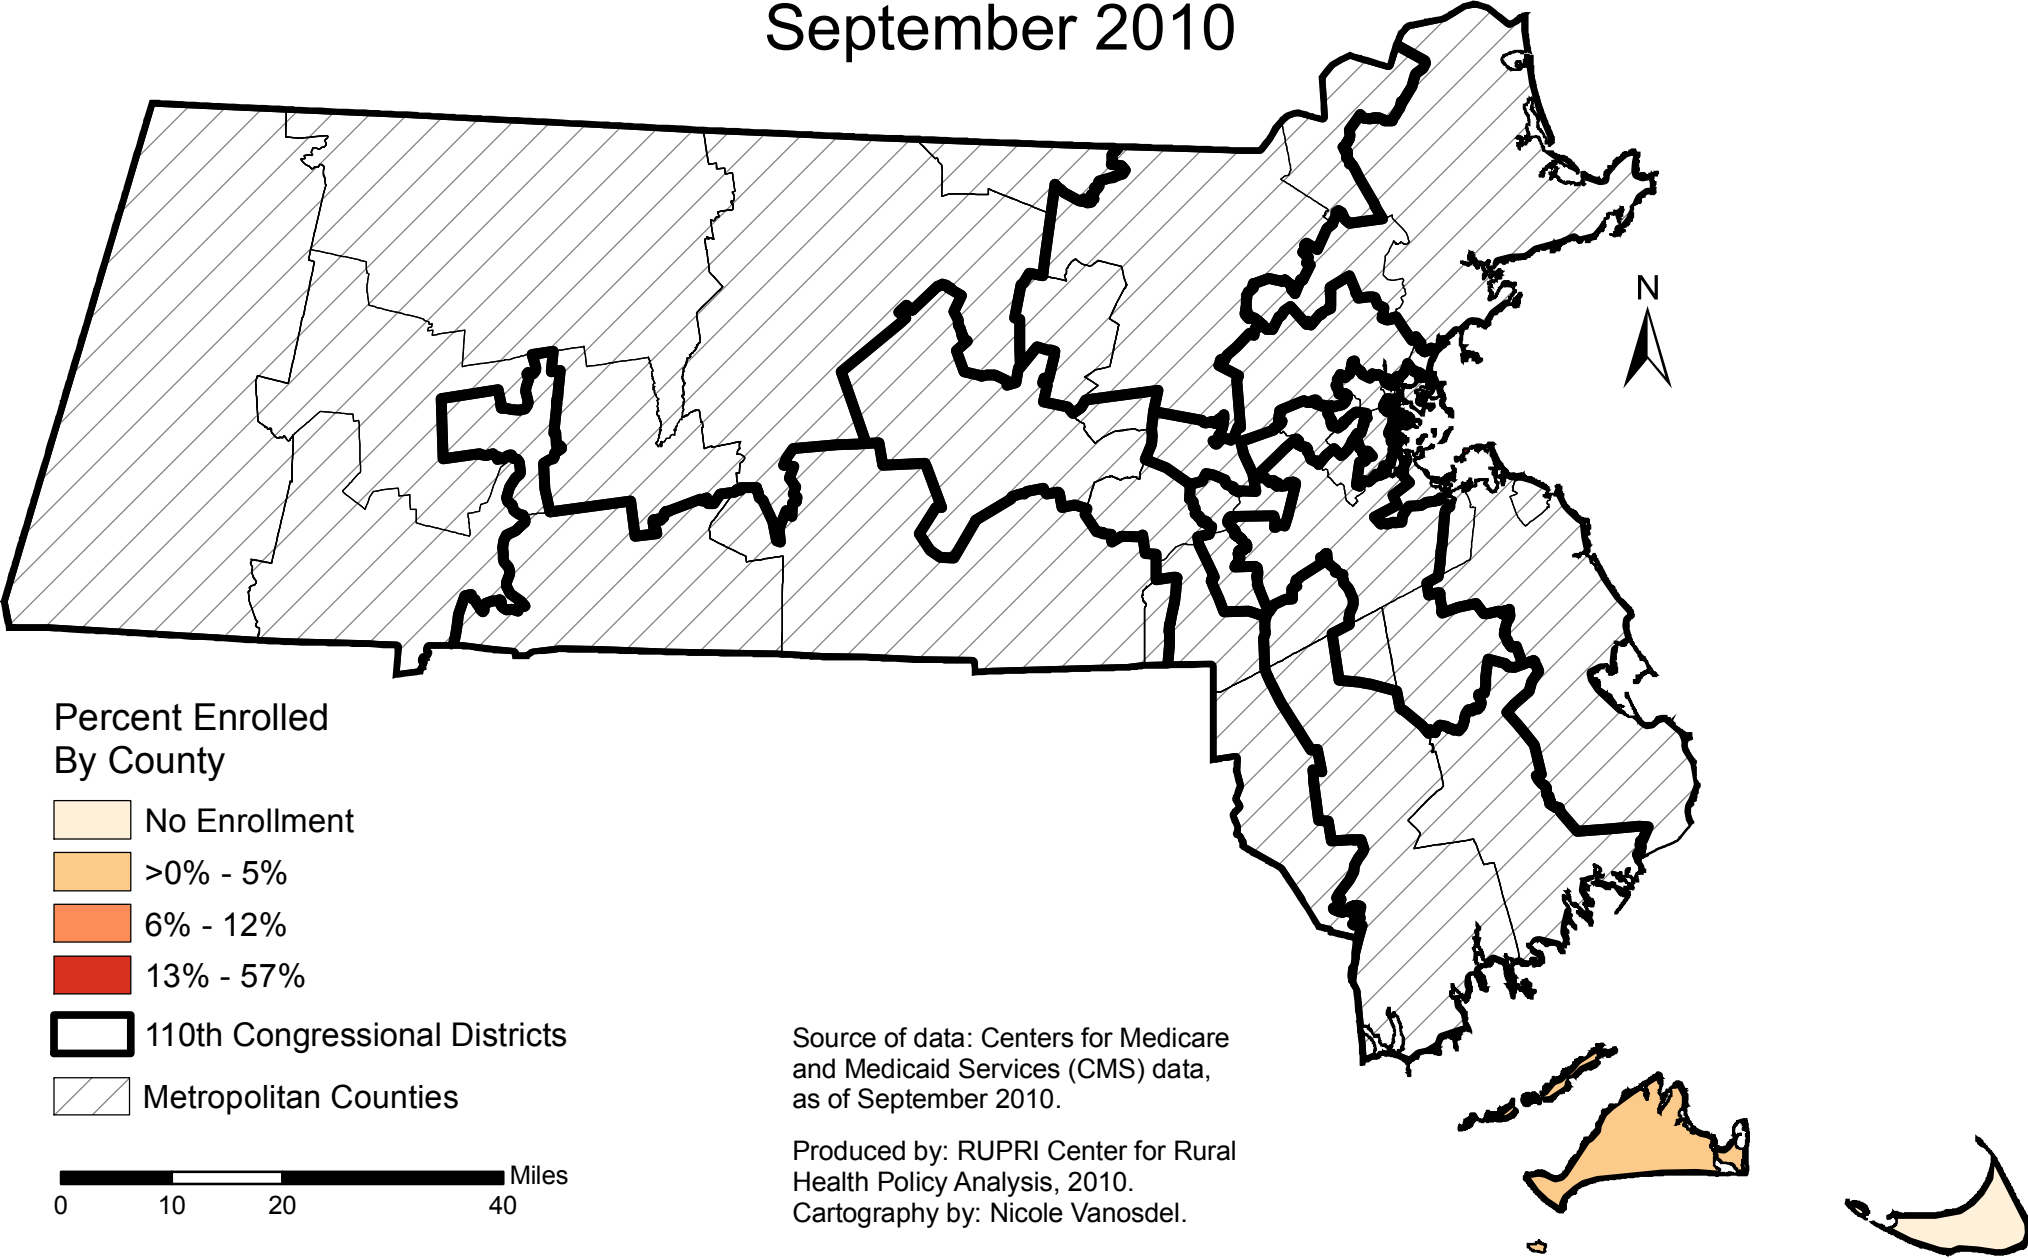 September 2010
N
Percent Enrolled
By County
No Enrollment
>0% - 5%
6% - 12%
13% - 57%
110th Congressional Districts
Metropolitan Counties
Miles
0 10 20 40
Source of data: Centers for Medicare
and Medicaid Services (CMS) data,
as of September 2010.
Produced by: RUPRI Center for Rural
Health Policy Analysis, 2010.
Cartography by: Nicole Vanosdel.